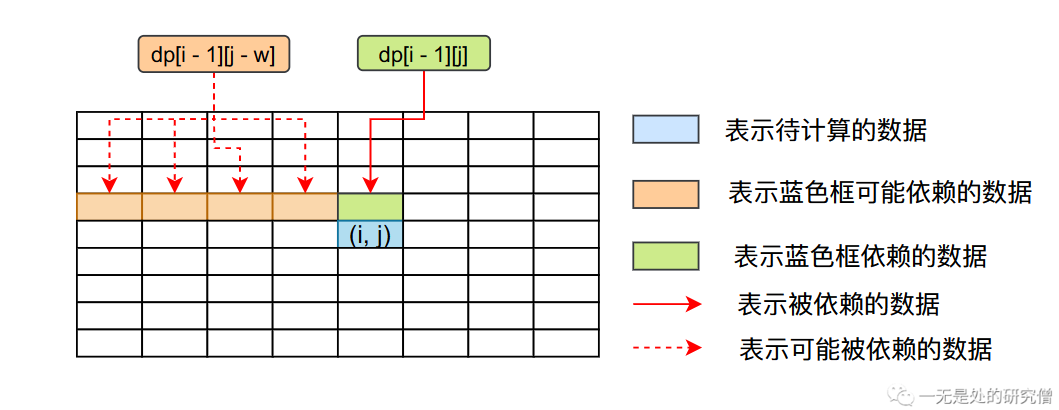 dp[i - 1][j - w]
dp[i - 1][j]
(i, j)
表示待计算的数据
表示蓝色框可能依赖的数据
表示蓝色框依赖的数据
表示被依赖的数据
表示可能被依赖的数据
一无是处的研究僧